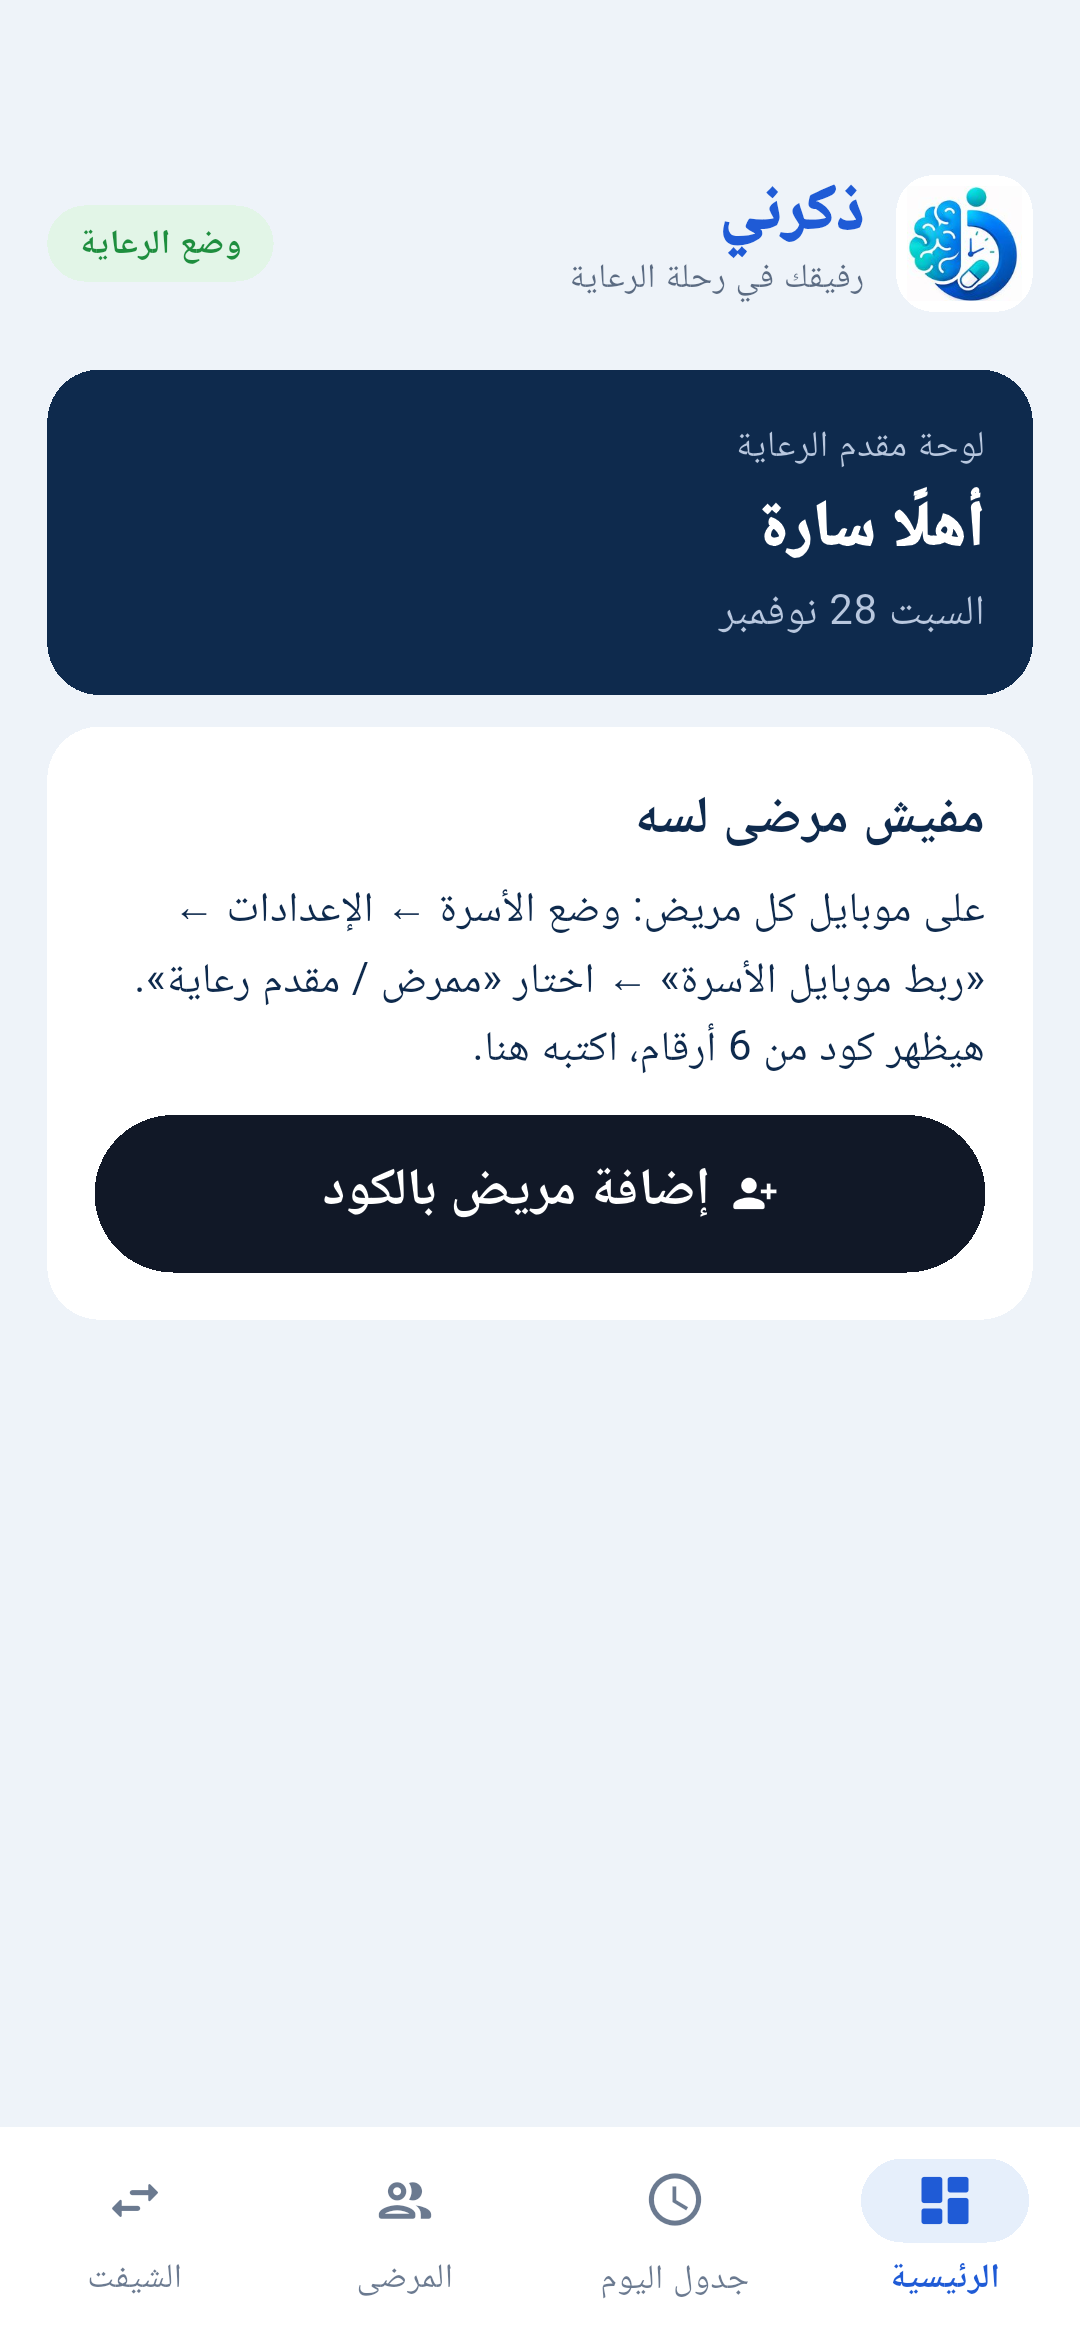 ذكرني
رفيقك في رحلة الرعاية
وضع الرعاية
لوحة مقدم الرعاية
أهلًا سارة
السبت 28 نوفمبر
مفيش مرضى لسه
على موبايل كل مريض: وضع الأسرة ← الإعدادات ←
«ربط موبايل الأسرة» ← اختار «ممرض / مقدم رعاية».
هيظهر كود من 6 أرقام، اكتبه هنا.
إضافة مريض بالكود
الرئيسية
جدول اليوم
المرضى
الشيفت